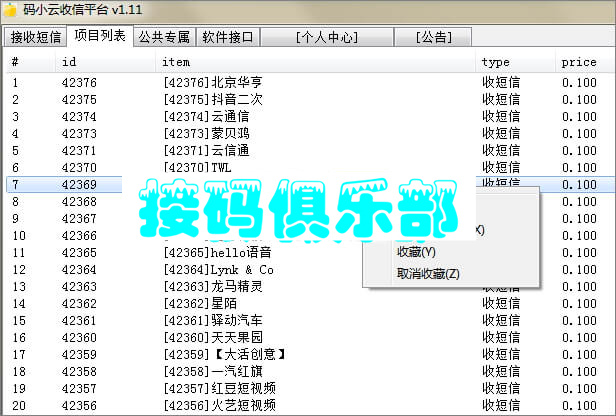 码小云收信平台 v1.11
接收短信 项目列表 公共专属 软件接口 [个人中心] [公告]
# id item type price
1 42376 [42376]北京华亨 收短信 0.100
2 42375 [42375]抖音二次 收短信 0.100
3 42374 [42374]云通信 收短信 0.100
4 42373 [42373]蒙贝鸿 收短信 0.100
5 42371 [42371]云信通 收短信 0.100
6 42370 [42370]TWL 收短信 0.100
7 42369 收短信 0.100
8 42368 0.100
9 42367 0.100
接码俱乐部
10 42366 X) 0.100
11 42365 [42365]hello语音 收藏(Y) 0.100
12 42364 [42364]Lynk & Co 取消收藏(Z) 0.100
13 42363 [42363]龙马精灵 收短信 0.100
14 42362 [42362]星陌 收短信 0.100
15 42361 [42361]驿动汽车 收短信 0.100
16 42360 [42360]天天果园 收短信 0.100
17 42359 [42359]【大活创意】 收短信 0.100
18 42358 [42358]一汽红旗 收短信 0.100
19 42357 [42357]红豆短视频 收短信 0.100
20 42356 [42356]火艺短视频 收短信 0.100